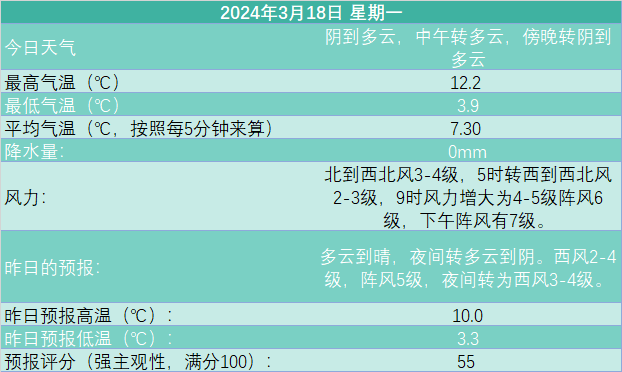 2024年3月18日 星期一
今日天气
阴到多云，中午转多云，傍晚转阴到
多云
最高气温（℃）
12.2
最低气温（℃）
3.9
平均气温（℃，按照每5分钟来算）
7.30
降水量：
0mm
风力：
北到西北风3-4级，5时转西到西北风
2-3级，9时风力增大为4-5级阵风6
级，下午阵风有7级。
昨日的预报：
多云到晴，夜间转多云到阴。西风2-4
级，阵风5级，夜间转为西风3-4级。
昨日预报高温（℃）：
10.0
昨日预报低温（℃）：
3.3
预报评分（强主观性，满分100）：
55